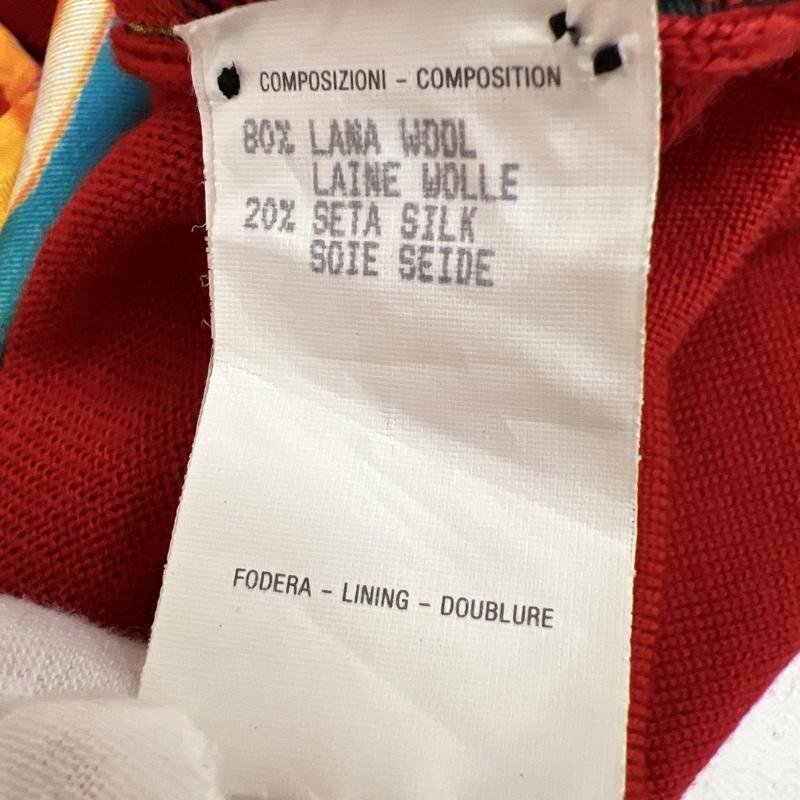 COMPOSIZIONI - COMPOSITION
80% LANA WOOL
LAINE WOLLE
20% SETA SILK
SOIE SEIDE
FODERA - LINING - DOUBLURE